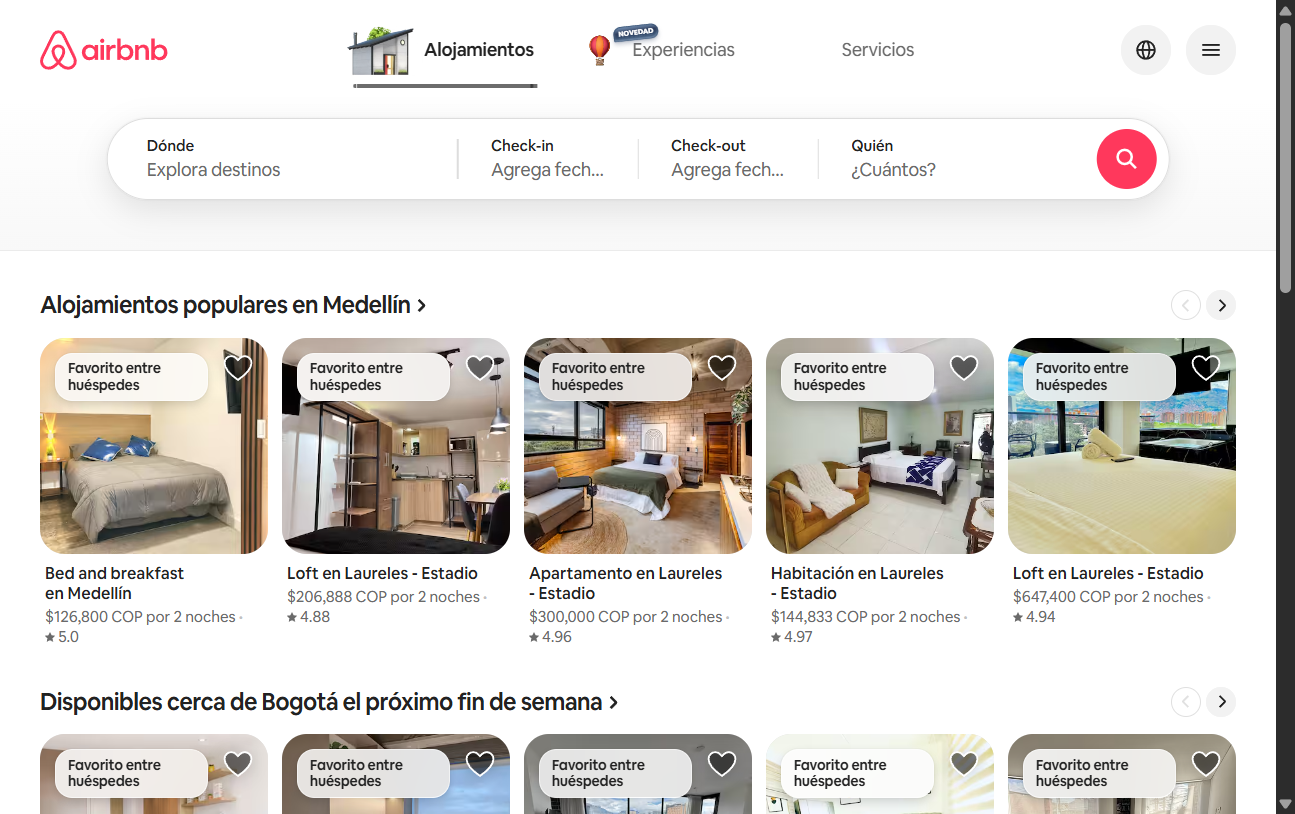 airbnb
Alojamientos
NOVEDAD
Experiencias
Servicios
Dónde
Explora destinos
Check-in
Agrega fech...
Check-out
Agrega fech...
Quién
¿Cuántos?
Alojamientos populares en Medellín
Favorito entre
huéspedes
Favorito entre
huéspedes
Favorito entre
huéspedes
Favorito entre
huéspedes
Favorito entre
huéspedes
Bed and breakfast
en Medellín
$126,800 COP por 2 noches ·
★ 5.0
Loft en Laureles - Estadio
$206,888 COP por 2 noches ·
★ 4.88
Apartamento en Laureles
- Estadio
$300,000 COP por 2 noches ·
★ 4.96
Habitación en Laureles
- Estadio
$144,833 COP por 2 noches ·
★ 4.97
Loft en Laureles - Estadio
$647,400 COP por 2 noches ·
★ 4.94
Disponibles cerca de Bogotá el próximo fin de semana
Favorito entre
huéspedes
Favorito entre
huéspedes
Favorito entre
huéspedes
Favorito entre
huéspedes
Favorito entre
huéspedes